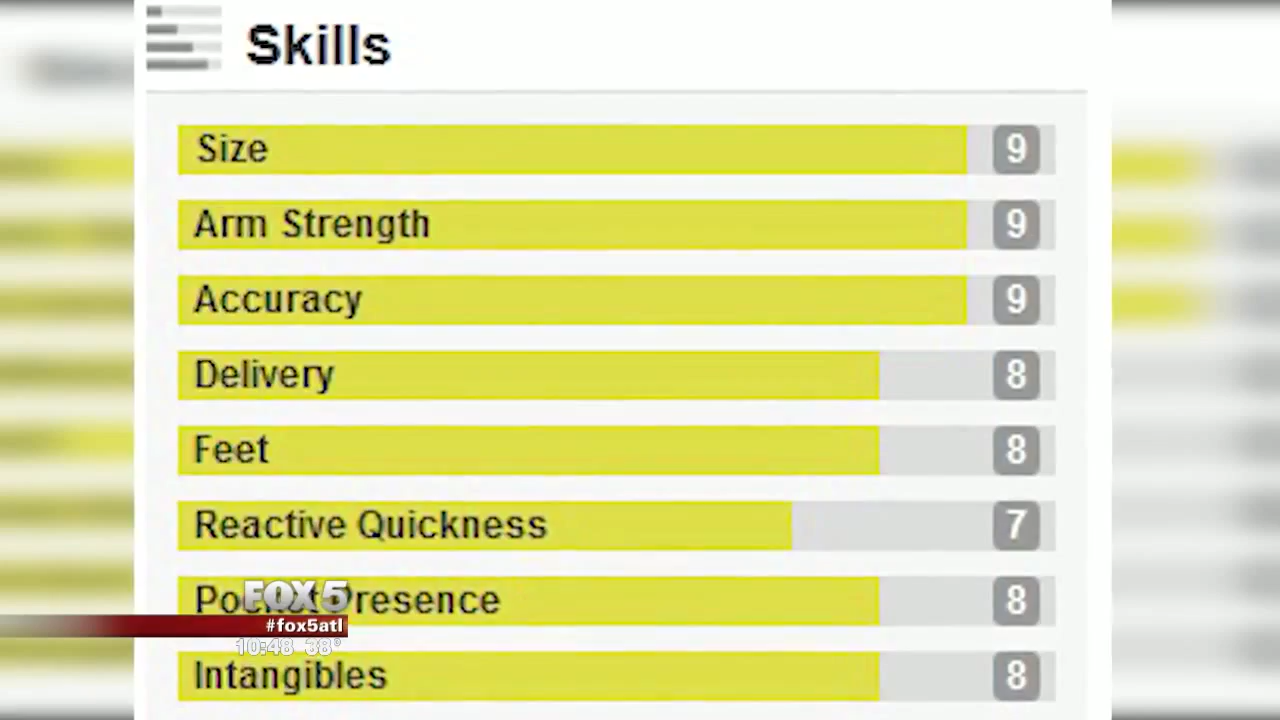 Skills
Size 9
Arm Strength 9
Accuracy 9
Delivery 8
Feet 8
Reactive Quickness 7
Pocket Presence 8
FOX 5
#fox5atl
10:48 38°
Intangibles 8